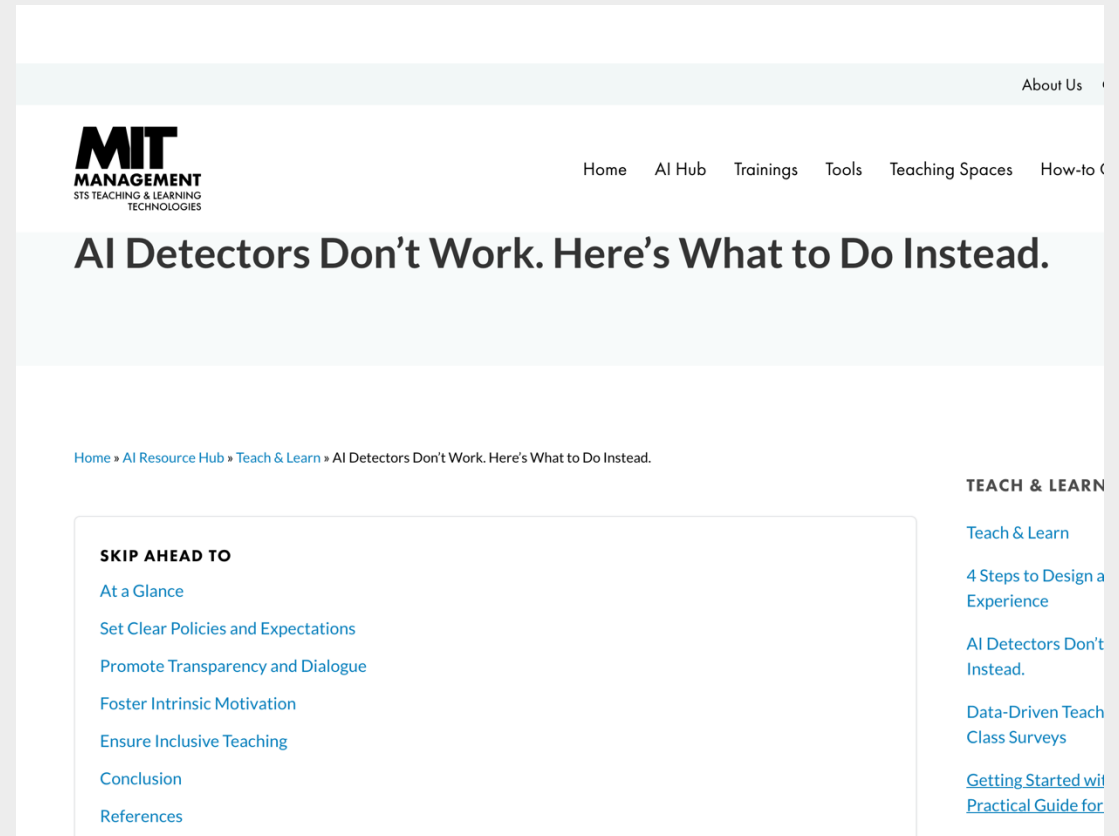 About Us
MIT
MANAGEMENT
STS TEACHING & LEARNING
TECHNOLOGIES
Home AI Hub Trainings Tools Teaching Spaces How-to
AI Detectors Don’t Work. Here’s What to Do Instead.
Home » AI Resource Hub » Teach & Learn » AI Detectors Don’t Work. Here’s What to Do Instead.
SKIP AHEAD TO
At a Glance
Set Clear Policies and Expectations
Promote Transparency and Dialogue
Foster Intrinsic Motivation
Ensure Inclusive Teaching
Conclusion
References
TEACH & LEARN
Teach & Learn
4 Steps to Design a
Experience
AI Detectors Don’t
Instead.
Data-Driven Teach
Class Surveys
Getting Started wit
Practical Guide for